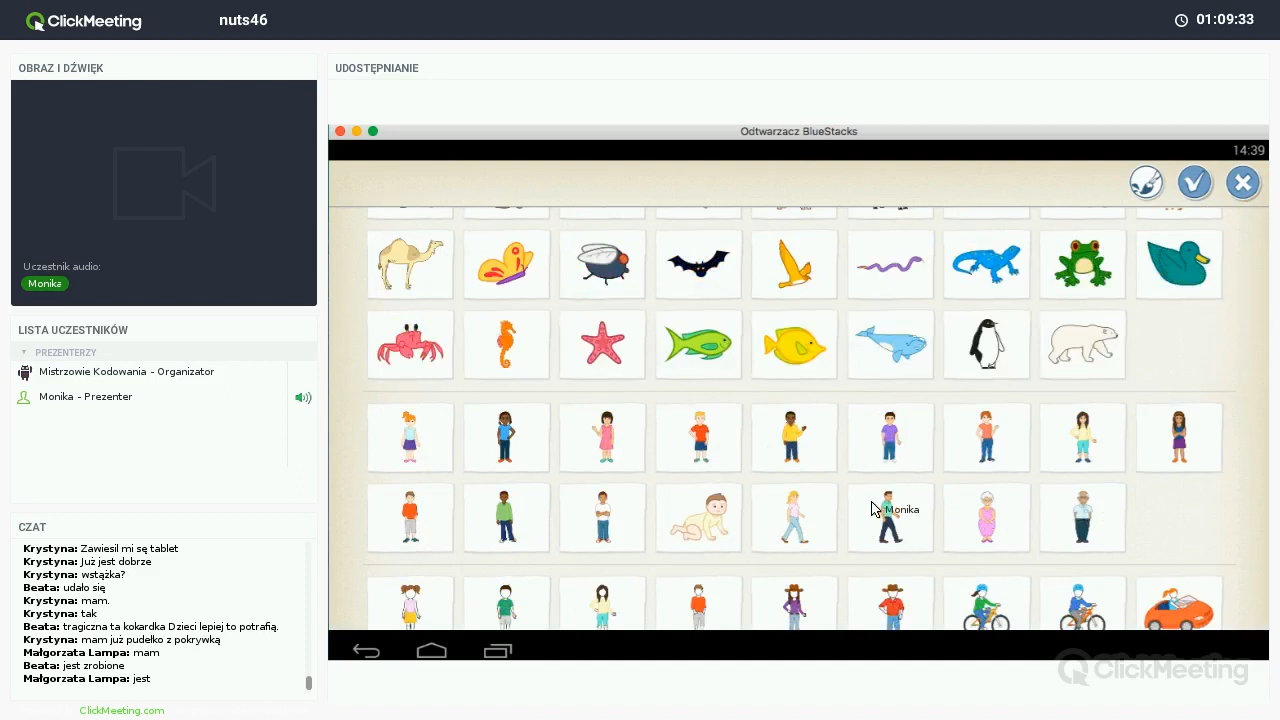 ClickMeeting
nuts46
01:09:33
OBRAZ I DŹWIĘK
Uczestnik audio:
Monika
LISTA UCZESTNIKÓW
PREZENTERZY
Mistrzowie Kodowania - Organizator
Monika - Prezenter
CZAT
Krystyna: Zawiesil mi sę tablet
Krystyna: Już jest dobrze
Krystyna: wstążka?
Beata: udało się
Krystyna: mam.
Krystyna: tak
Beata: tragiczna ta kokardka Dzieci lepiej to potrafią.
Krystyna: mam już pudełko z pokrywką
Małgorzata Lampa: mam
Beata: jest zrobione
Małgorzata Lampa: jest
ClickMeeting.com
UDOSTĘPNIANIE
Odtwarzacz BlueStacks
14:39
Monika
ClickMeeting